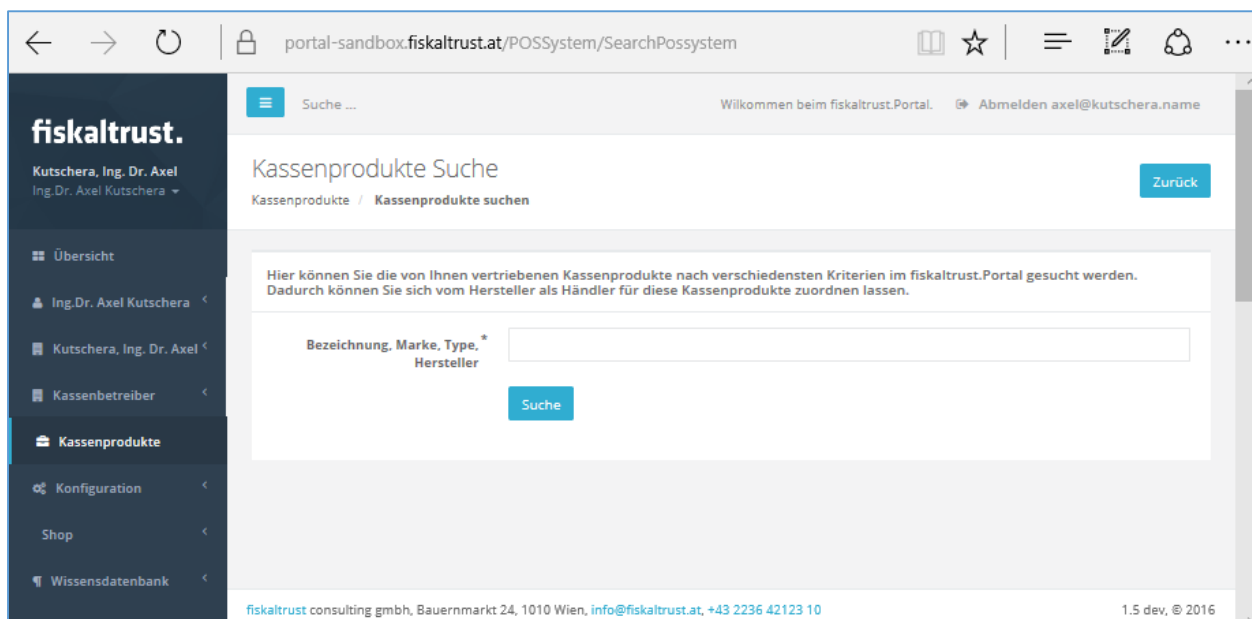 portal-sandbox.fiskaltrust.at/POSSystem/SearchPossystem
fiskaltrust.
Kutschera, Ing. Dr. Axel
Ing.Dr. Axel Kutschera
Übersicht
Ing.Dr. Axel Kutschera
Kutschera, Ing. Dr. Axel
Kassenbetreiber
Kassenprodukte
Konfiguration
Shop
Wissensdatenbank
Suche ...
Wilkommen beim fiskaltrust.Portal.
Abmelden axel@kutschera.name
Kassenprodukte Suche
Kassenprodukte / Kassenprodukte suchen
Zurück
Hier können Sie die von Ihnen vertriebenen Kassenprodukte nach verschiedensten Kriterien im fiskaltrust.Portal gesucht werden.
Dadurch können Sie sich vom Hersteller als Händler für diese Kassenprodukte zuordnen lassen.
Bezeichnung, Marke, Type, *
Hersteller
Suche
fiskaltrust consulting gmbh, Bauernmarkt 24, 1010 Wien, info@fiskaltrust.at, +43 2236 42123 10
1.5 dev, © 2016